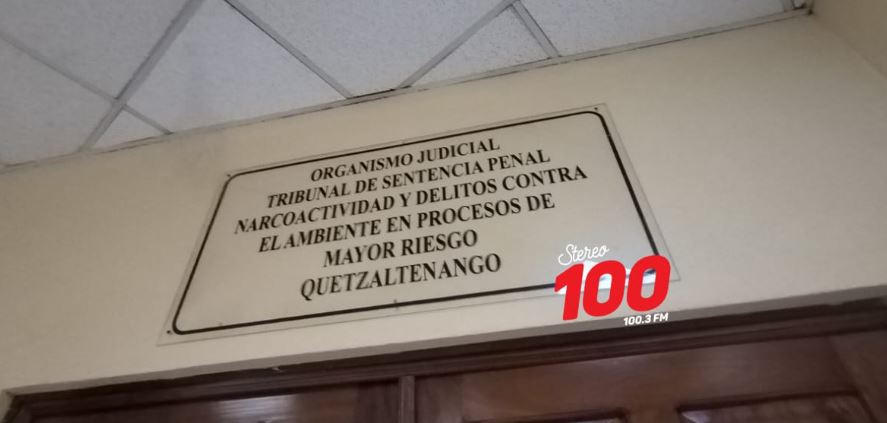 ORGANISMO JUDICIAL
TRIBUNAL DE SENTENCIA PENAL
NARCOACTIVIDAD Y DELITOS CONTRA
EL AMBIENTE EN PROCESOS DE
MAYOR RIESGO
QUETZALTENANGO
Stereo
100
100.3 FM